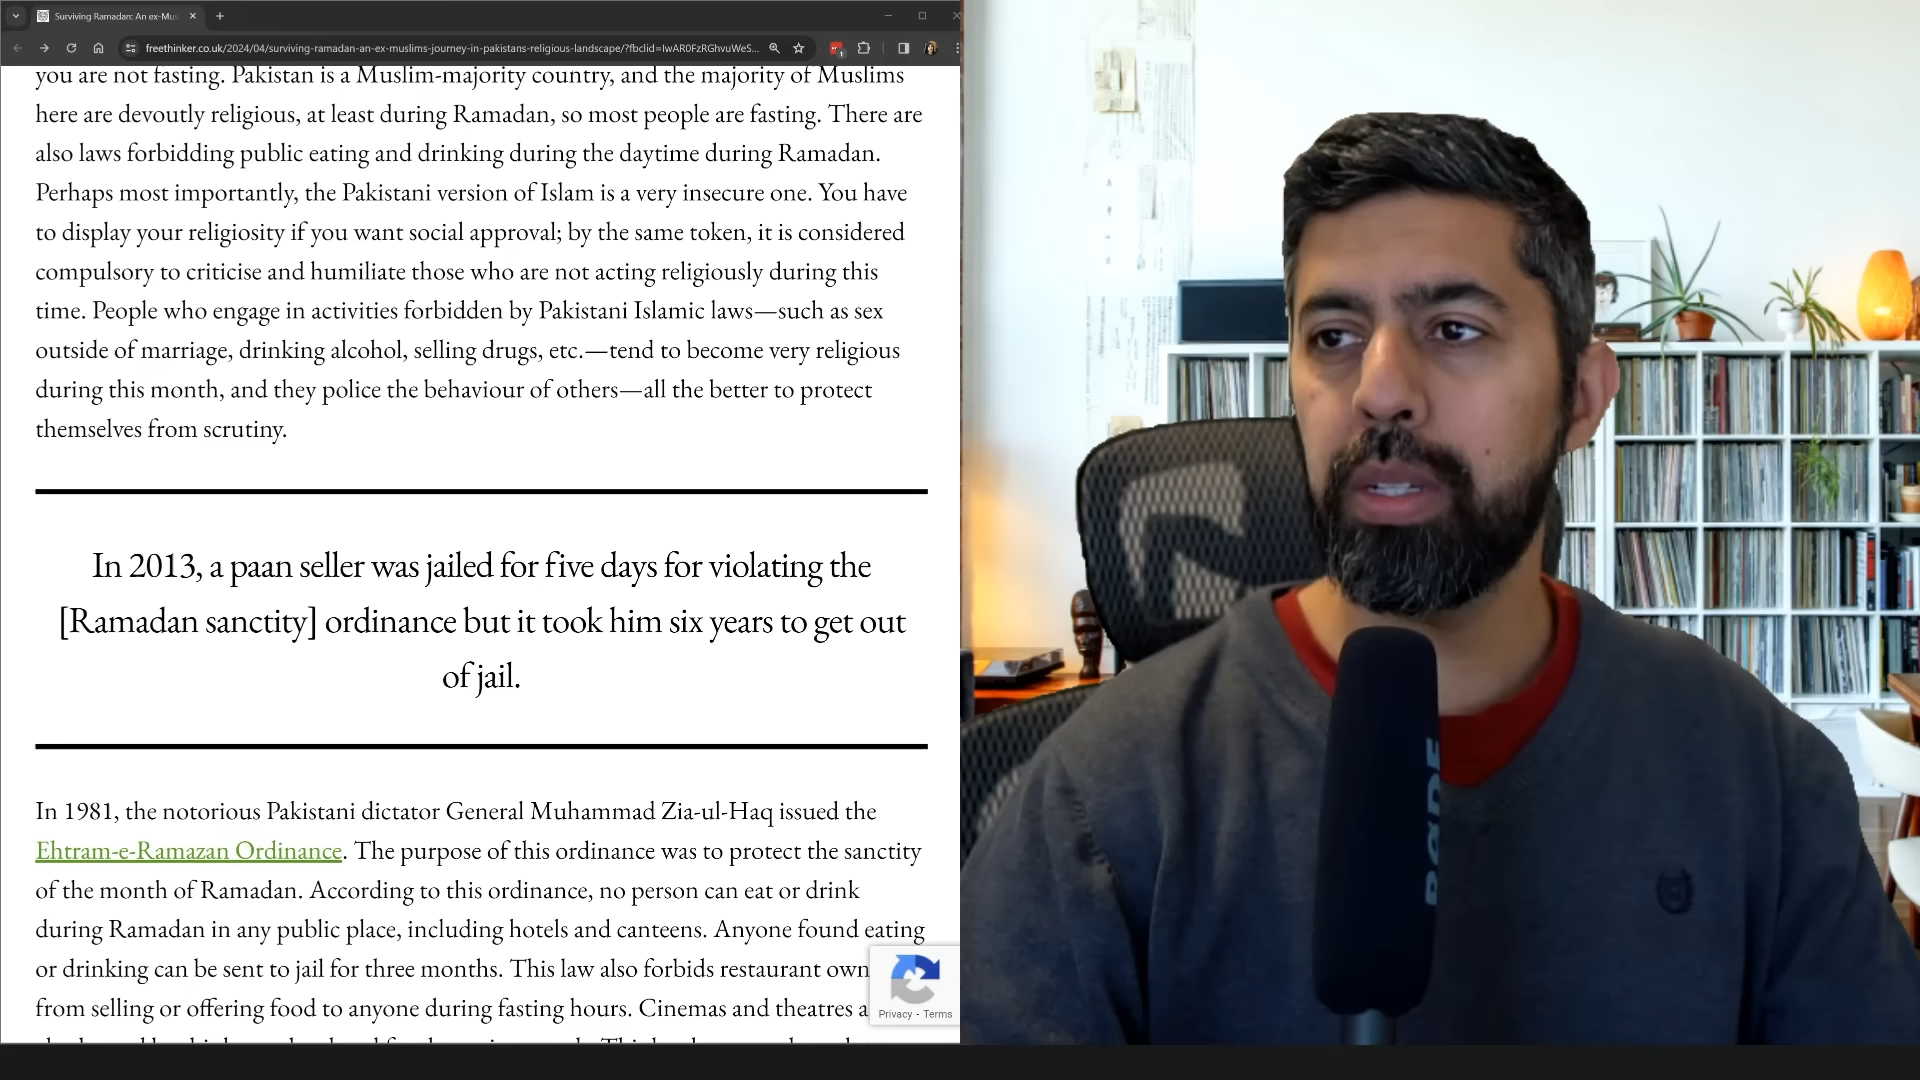 Surviving Ramadan: An ex-Mus
freethinker.co.uk/2024/04/surviving-ramadan-an-ex-muslims-journey-in-pakistans-religious-landscape/?fbclid=IwAR0FzRGhvuWeS...
you are not fasting. Pakistan is a Muslim-majority country, and the majority of Muslims
here are devoutly religious, at least during Ramadan, so most people are fasting. There are
also laws forbidding public eating and drinking during the daytime during Ramadan.
Perhaps most importantly, the Pakistani version of Islam is a very insecure one. You have
to display your religiosity if you want social approval; by the same token, it is considered
compulsory to criticise and humiliate those who are not acting religiously during this
time. People who engage in activities forbidden by Pakistani Islamic laws—such as sex
outside of marriage, drinking alcohol, selling drugs, etc.—tend to become very religious
during this month, and they police the behaviour of others—all the better to protect
themselves from scrutiny.
In 2013, a paan seller was jailed for five days for violating the
[Ramadan sanctity] ordinance but it took him six years to get out
of jail.
In 1981, the notorious Pakistani dictator General Muhammad Zia-ul-Haq issued the
Ehtram-e-Ramazan Ordinance. The purpose of this ordinance was to protect the sanctity
of the month of Ramadan. According to this ordinance, no person can eat or drink
during Ramadan in any public place, including hotels and canteens. Anyone found eating
or drinking can be sent to jail for three months. This law also forbids restaurant own
from selling or offering food to anyone during fasting hours. Cinemas and theatres a
Privacy - Terms
RØDE